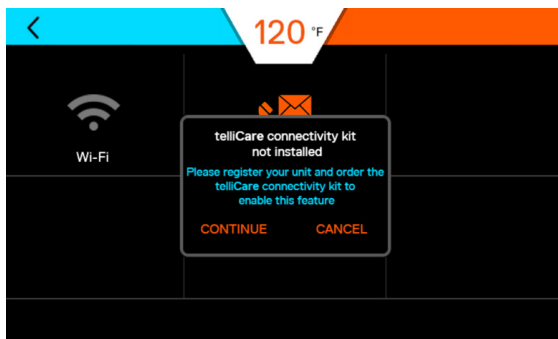 120 °F
Wi-Fi
telliCare connectivity kit
not installed
Please register your unit and order the
telliCare connectivity kit to
enable this feature
CONTINUE CANCEL